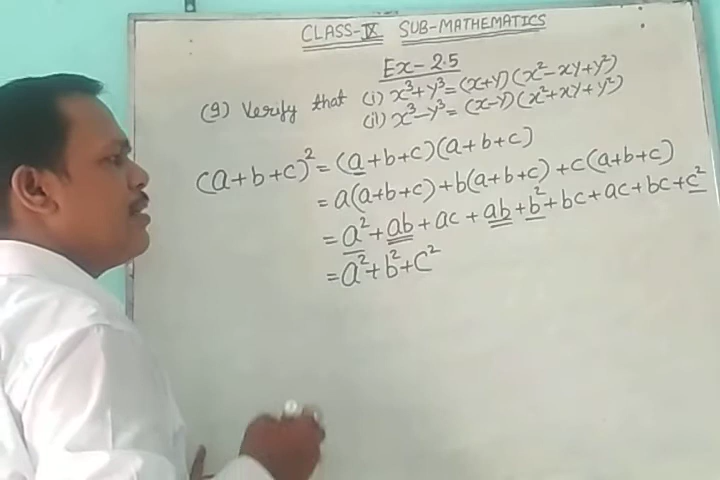 CLASS-IX SUB-MATHEMATICS
Ex-2.5
(9) Verify that (i) x³+y³=(x+y)(x²-xy+y²)
(ii) x³-y³=(x-y)(x²+xy+y²)
(a+b+c)²=(a+b+c)(a+b+c)
=a(a+b+c)+b(a+b+c)+c(a+b+c)
=a²+ab+ac+ab+b²+bc+ac+bc+c²
=a²+b²+c²